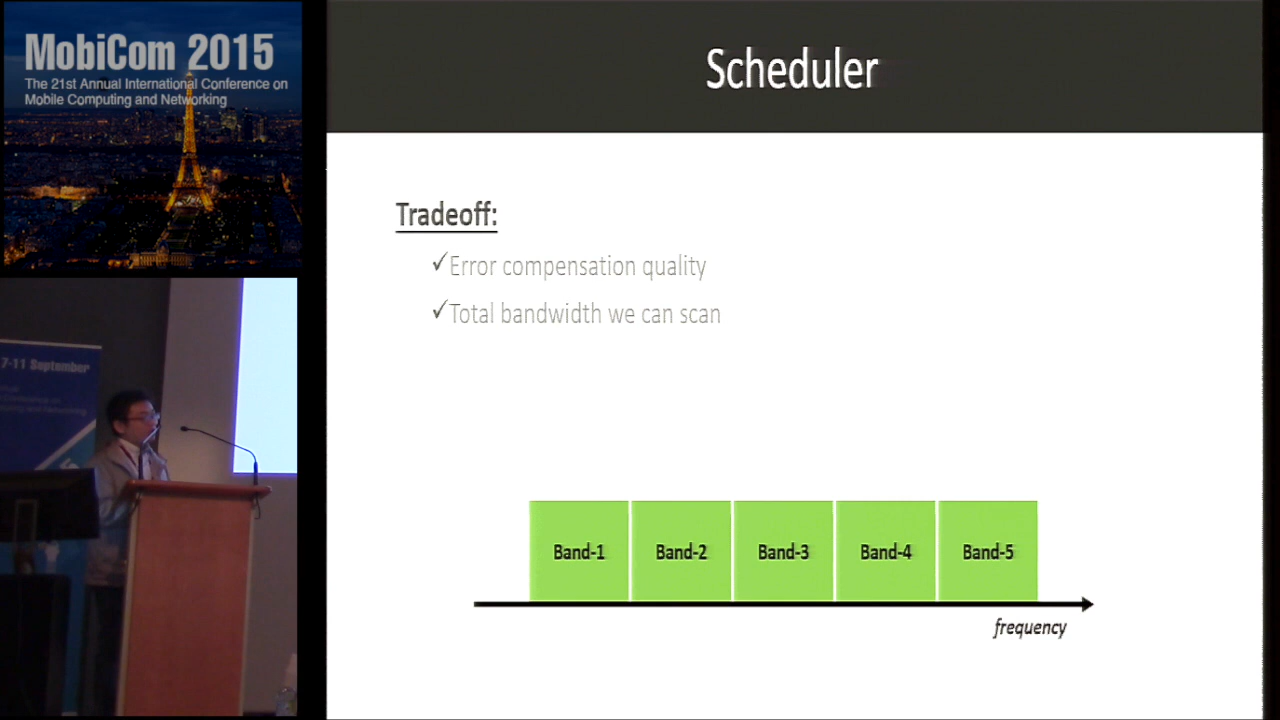 MobiCom 2015
The 21st Annual International Conference on
Mobile Computing and Networking
7-11 September
Scheduler
Tradeoff:
✓Error compensation quality
✓Total bandwidth we can scan
Band-1
Band-2
Band-3
Band-4
Band-5
frequency